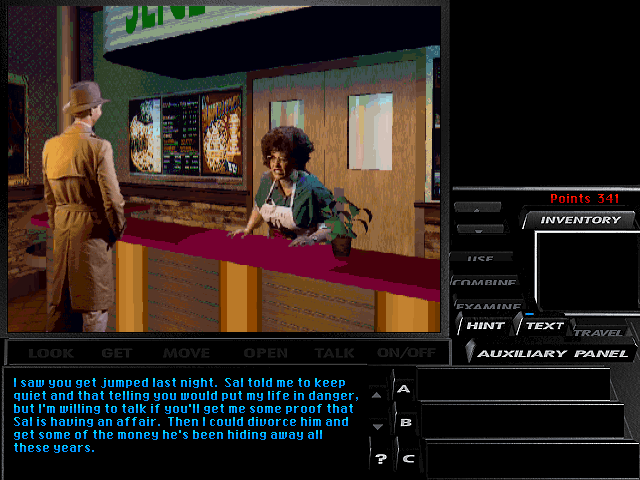 SLICE
Points 341
INVENTORY
USE
COMBINE
EXAMINE
HINT TEXT TRAVEL
AUXILIARY PANEL
LOOK GET MOVE OPEN TALK ON/OFF
I saw you get jumped last night. Sal told me to keep
quiet and that telling you would put my life in danger,
but I'm willing to talk if you'll get me some proof that
Sal is having an affair. Then I could divorce him and
get some of the money he's been hiding away all
these years.
A
B
? C